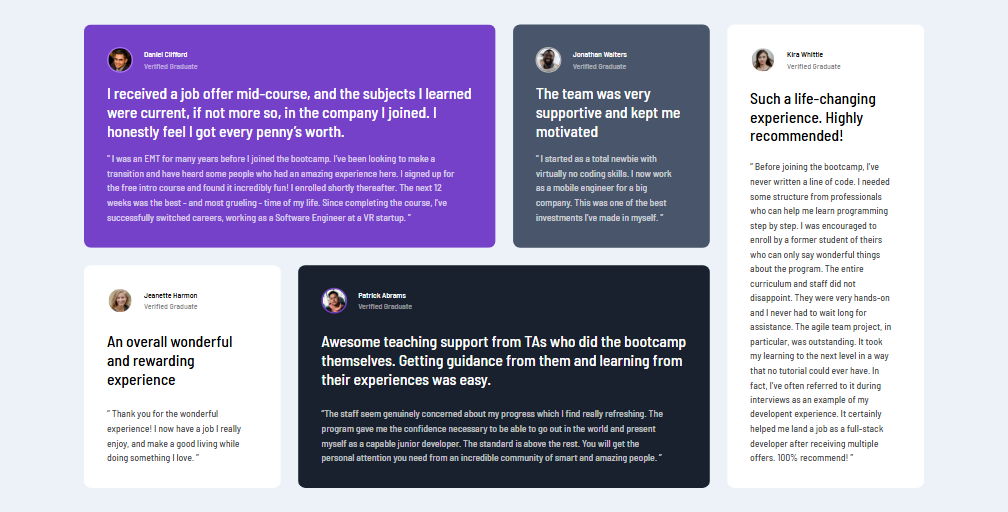 Daniel Clifford
Verified Graduate
I received a job offer mid-course, and the subjects I learned
were current, if not more so, in the company I joined. I
honestly feel I got every penny's worth.
“ I was an EMT for many years before I joined the bootcamp. I've been looking to make a
transition and have heard some people who had an amazing experience here. I signed up for
the free intro course and found it incredibly fun! I enrolled shortly thereafter. The next 12
weeks was the best - and most grueling - time of my life. Since completing the course, I've
successfully switched careers, working as a Software Engineer at a VR startup. ”
Jonathan Walters
Verified Graduate
The team was very
supportive and kept me
motivated
“ I started as a total newbie with
virtually no coding skills. I now work
as a mobile engineer for a big
company. This was one of the best
investments I've made in myself. ”
Kira Whittle
Verified Graduate
Such a life-changing
experience. Highly
recommended!
“ Before joining the bootcamp, I've
never written a line of code. I needed
some structure from professionals
who can help me learn programming
step by step. I was encouraged to
enroll by a former student of theirs
who can only say wonderful things
about the program. The entire
curriculum and staff did not
disappoint. They were very hands-on
and I never had to wait long for
assistance. The agile team project, in
particular, was outstanding. It took
my learning to the next level in a way
that no tutorial could ever have. In
fact, I've often referred to it during
interviews as an example of my
developent experience. It certainly
helped me land a job as a full-stack
developer after receiving multiple
offers. 100% recommend! ”
Jeanette Harmon
Verified Graduate
An overall wonderful
and rewarding
experience
“ Thank you for the wonderful
experience! I now have a job I really
enjoy, and make a good living while
doing something I love. ”
Patrick Abrams
Verified Graduate
Awesome teaching support from TAs who did the bootcamp
themselves. Getting guidance from them and learning from
their experiences was easy.
“The staff seem genuinely concerned about my progress which I find really refreshing. The
program gave me the confidence necessary to be able to go out in the world and present
myself as a capable junior developer. The standard is above the rest. You will get the
personal attention you need from an incredible community of smart and amazing people. ”